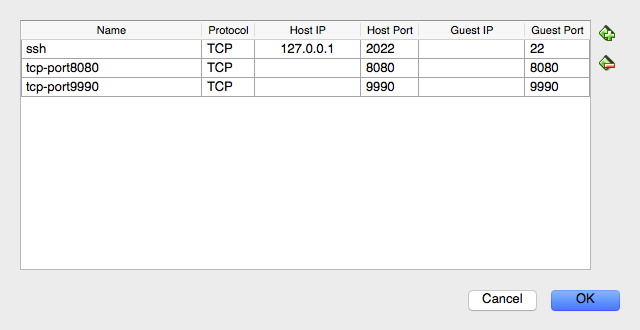 Name Protocol Host IP Host Port Guest IP Guest Port
ssh TCP 127.0.0.1 2022 22
tcp-port8080 TCP 8080 8080
tcp-port9990 TCP 9990 9990
Cancel OK